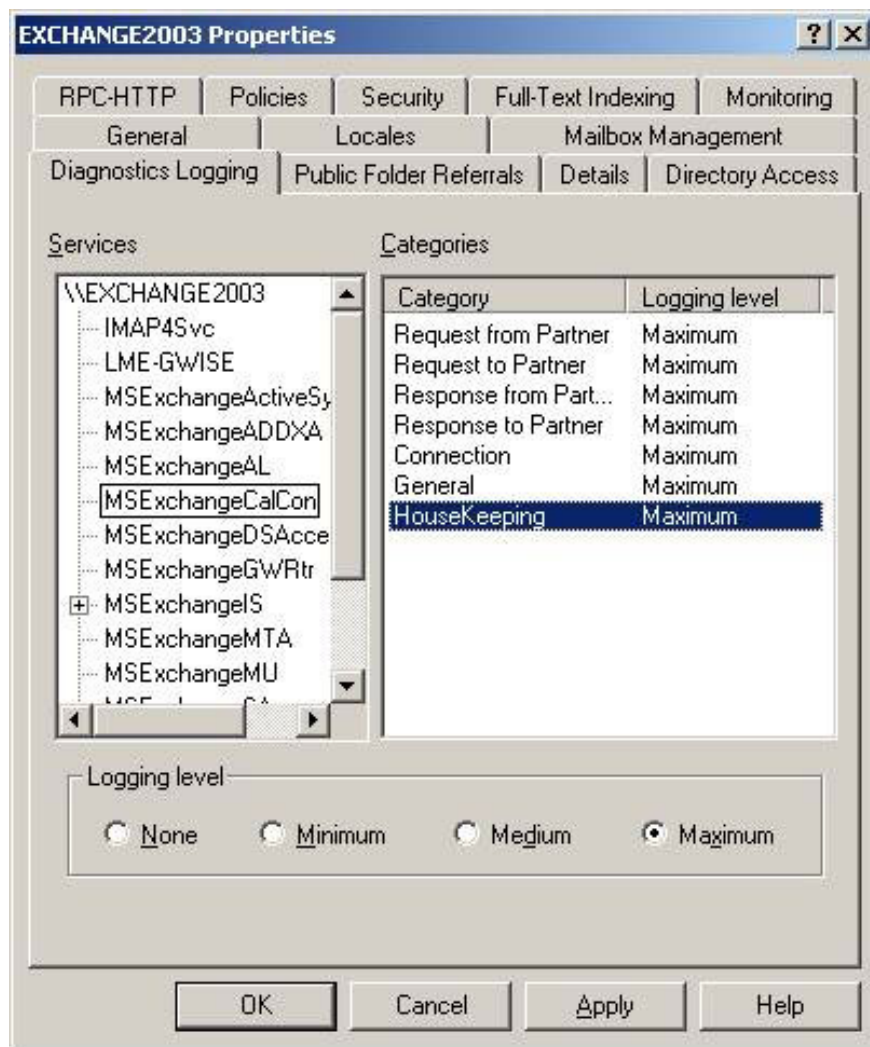 EXCHANGE2003 Properties
RPC-HTTP Policies Security Full-Text Indexing Monitoring
General Locales Mailbox Management
Diagnostics Logging Public Folder Referrals Details Directory Access
Services
\\EXCHANGE2003
IMAP4Svc
LME-GWISE
MSExchangeActiveSy
MSExchangeADDXA
MSExchangeAL
MSExchangeCalCon
MSExchangeDSAcce
MSExchangeGWRtr
MSExchangeIS
MSExchangeMTA
MSExchangeMU
Categories
Category Logging level
Request from Partner Maximum
Request to Partner Maximum
Response from Part... Maximum
Response to Partner Maximum
Connection Maximum
General Maximum
HouseKeeping Maximum
Logging level
None Minimum Medium Maximum
OK Cancel Apply Help